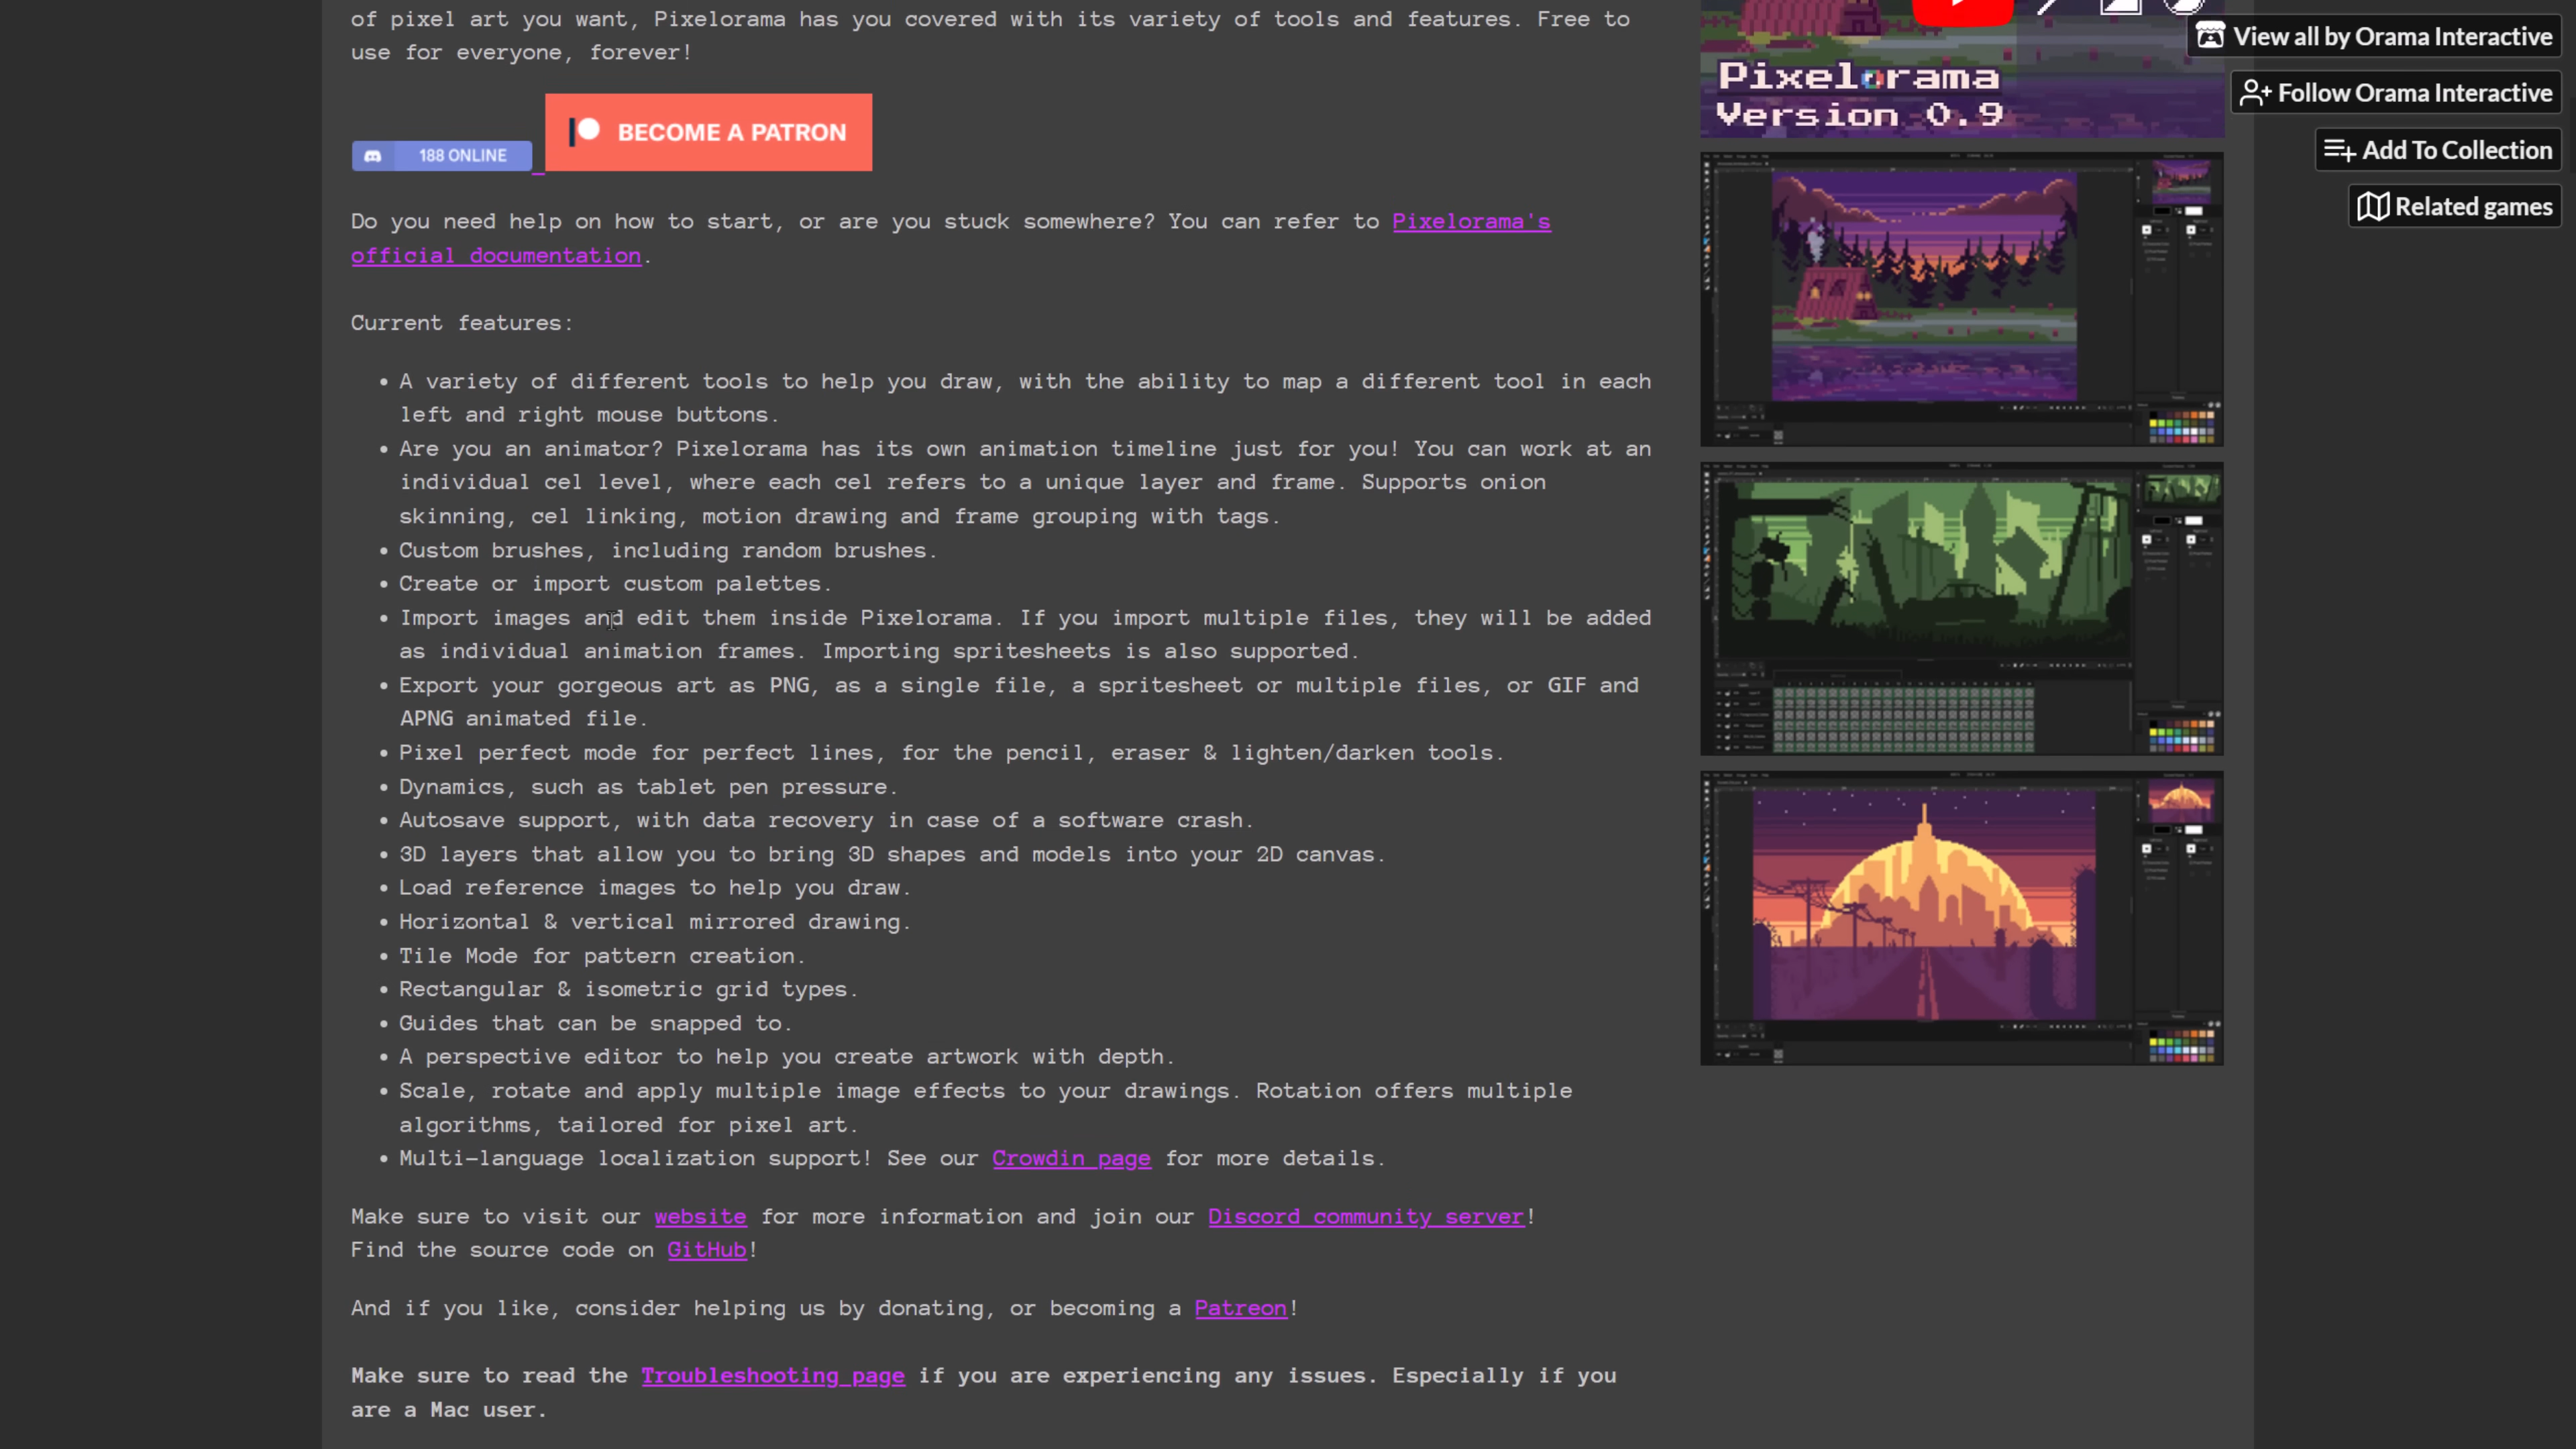 of pixel art you want, Pixelorama has you covered with its variety of tools and features. Free to
use for everyone, forever!
188 ONLINE
BECOME A PATRON
Do you need help on how to start, or are you stuck somewhere? You can refer to Pixelorama's
official documentation.
Current features:
• A variety of different tools to help you draw, with the ability to map a different tool in each
left and right mouse buttons.
• Are you an animator? Pixelorama has its own animation timeline just for you! You can work at an
individual cel level, where each cel refers to a unique layer and frame. Supports onion
skinning, cel linking, motion drawing and frame grouping with tags.
• Custom brushes, including random brushes.
• Create or import custom palettes.
• Import images and edit them inside Pixelorama. If you import multiple files, they will be added
as individual animation frames. Importing spritesheets is also supported.
• Export your gorgeous art as PNG, as a single file, a spritesheet or multiple files, or GIF and
APNG animated file.
• Pixel perfect mode for perfect lines, for the pencil, eraser & lighten/darken tools.
• Dynamics, such as tablet pen pressure.
• Autosave support, with data recovery in case of a software crash.
• 3D layers that allow you to bring 3D shapes and models into your 2D canvas.
• Load reference images to help you draw.
• Horizontal & vertical mirrored drawing.
• Tile Mode for pattern creation.
• Rectangular & isometric grid types.
• Guides that can be snapped to.
• A perspective editor to help you create artwork with depth.
• Scale, rotate and apply multiple image effects to your drawings. Rotation offers multiple
algorithms, tailored for pixel art.
• Multi-language localization support! See our Crowdin page for more details.
Make sure to visit our website for more information and join our Discord community server!
Find the source code on GitHub!
And if you like, consider helping us by donating, or becoming a Patreon!
Make sure to read the Troubleshooting page if you are experiencing any issues. Especially if you
are a Mac user.
Pixelorama
Version 0.9
View all by Orama Interactive
Follow Orama Interactive
Add To Collection
Related games